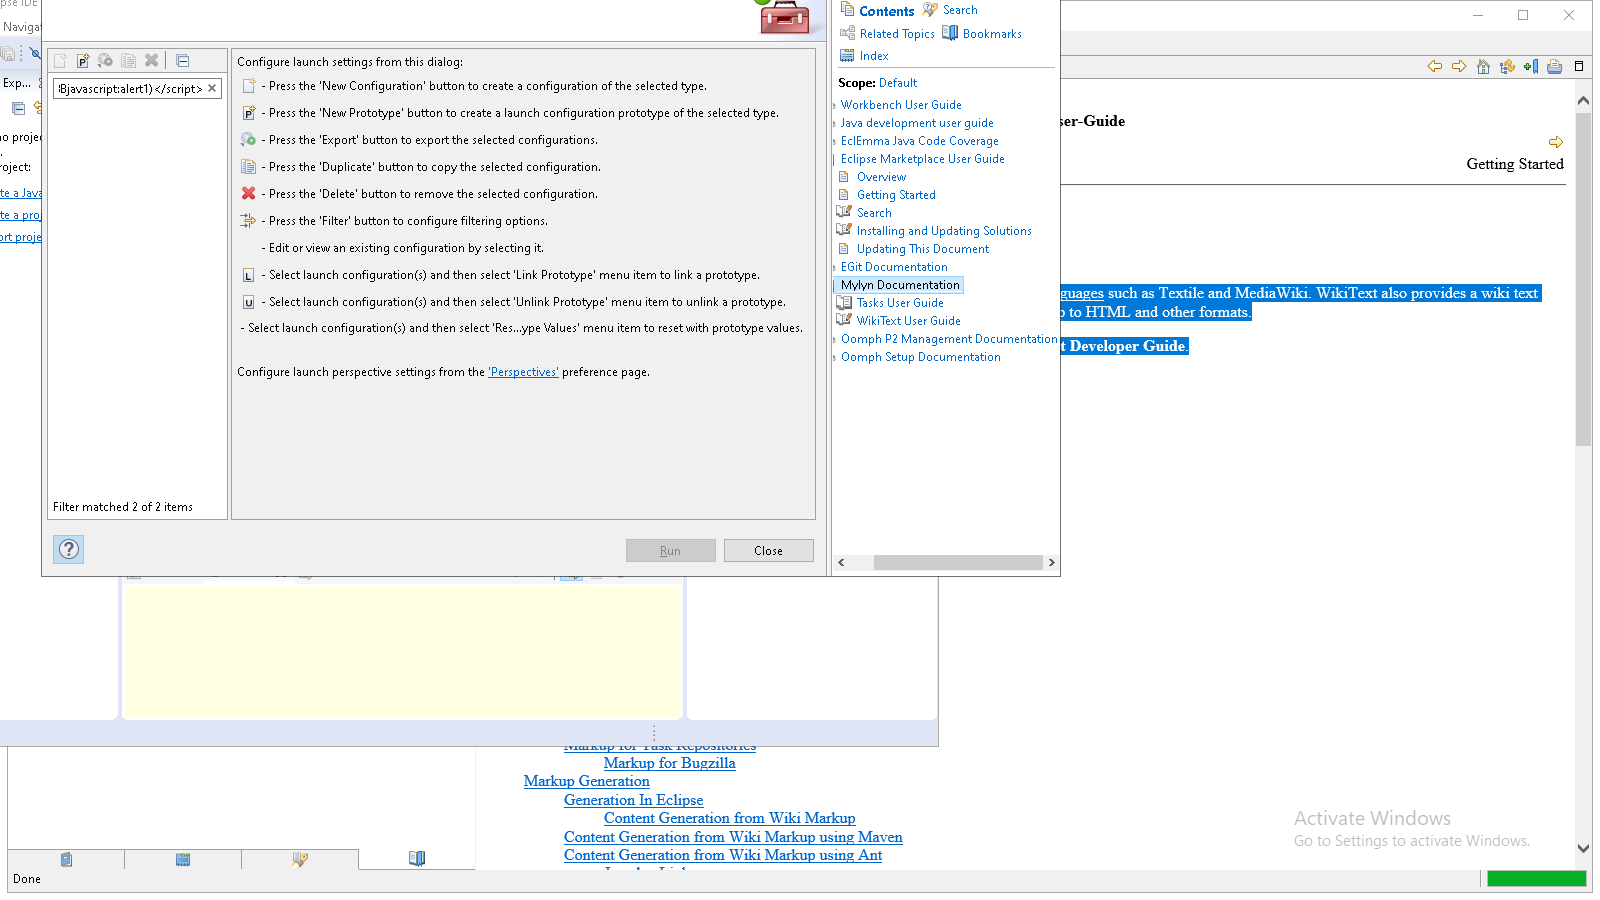 pse IDE
Naviga
Exp...
no projec
roject:
te a Java
te a proj
ort proje
Bjavascript:alert1)</script>
Filter matched 2 of 2 items
Configure launch settings from this dialog:
- Press the 'New Configuration' button to create a configuration of the selected type.
- Press the 'New Prototype' button to create a launch configuration prototype of the selected type.
- Press the 'Export' button to export the selected configurations.
- Press the 'Duplicate' button to copy the selected configuration.
- Press the 'Delete' button to remove the selected configuration.
- Press the 'Filter' button to configure filtering options.
- Edit or view an existing configuration by selecting it.
L - Select launch configuration(s) and then select 'Link Prototype' menu item to link a prototype.
U - Select launch configuration(s) and then select 'Unlink Prototype' menu item to unlink a prototype.
- Select launch configuration(s) and then select 'Res...ype Values' menu item to reset with prototype values.
Configure launch perspective settings from the 'Perspectives' preference page.
Run
Close
Contents
Search
Related Topics
Bookmarks
Index
Scope: Default
Workbench User Guide
Java development user guide
EclEmma Java Code Coverage
Eclipse Marketplace User Guide
Overview
Getting Started
Search
Installing and Updating Solutions
Updating This Document
EGit Documentation
Mylyn Documentation
Tasks User Guide
WikiText User Guide
Oomph P2 Management Documentation
Oomph Setup Documentation
ser-Guide
Getting Started
guages such as Textile and MediaWiki. WikiText also provides a wiki text
to HTML and other formats.
t Developer Guide.
Markup for Task Repositories
Markup for Bugzilla
Markup Generation
Generation In Eclipse
Content Generation from Wiki Markup
Content Generation from Wiki Markup using Maven
Content Generation from Wiki Markup using Ant
Activate Windows
Go to Settings to activate Windows.
Done